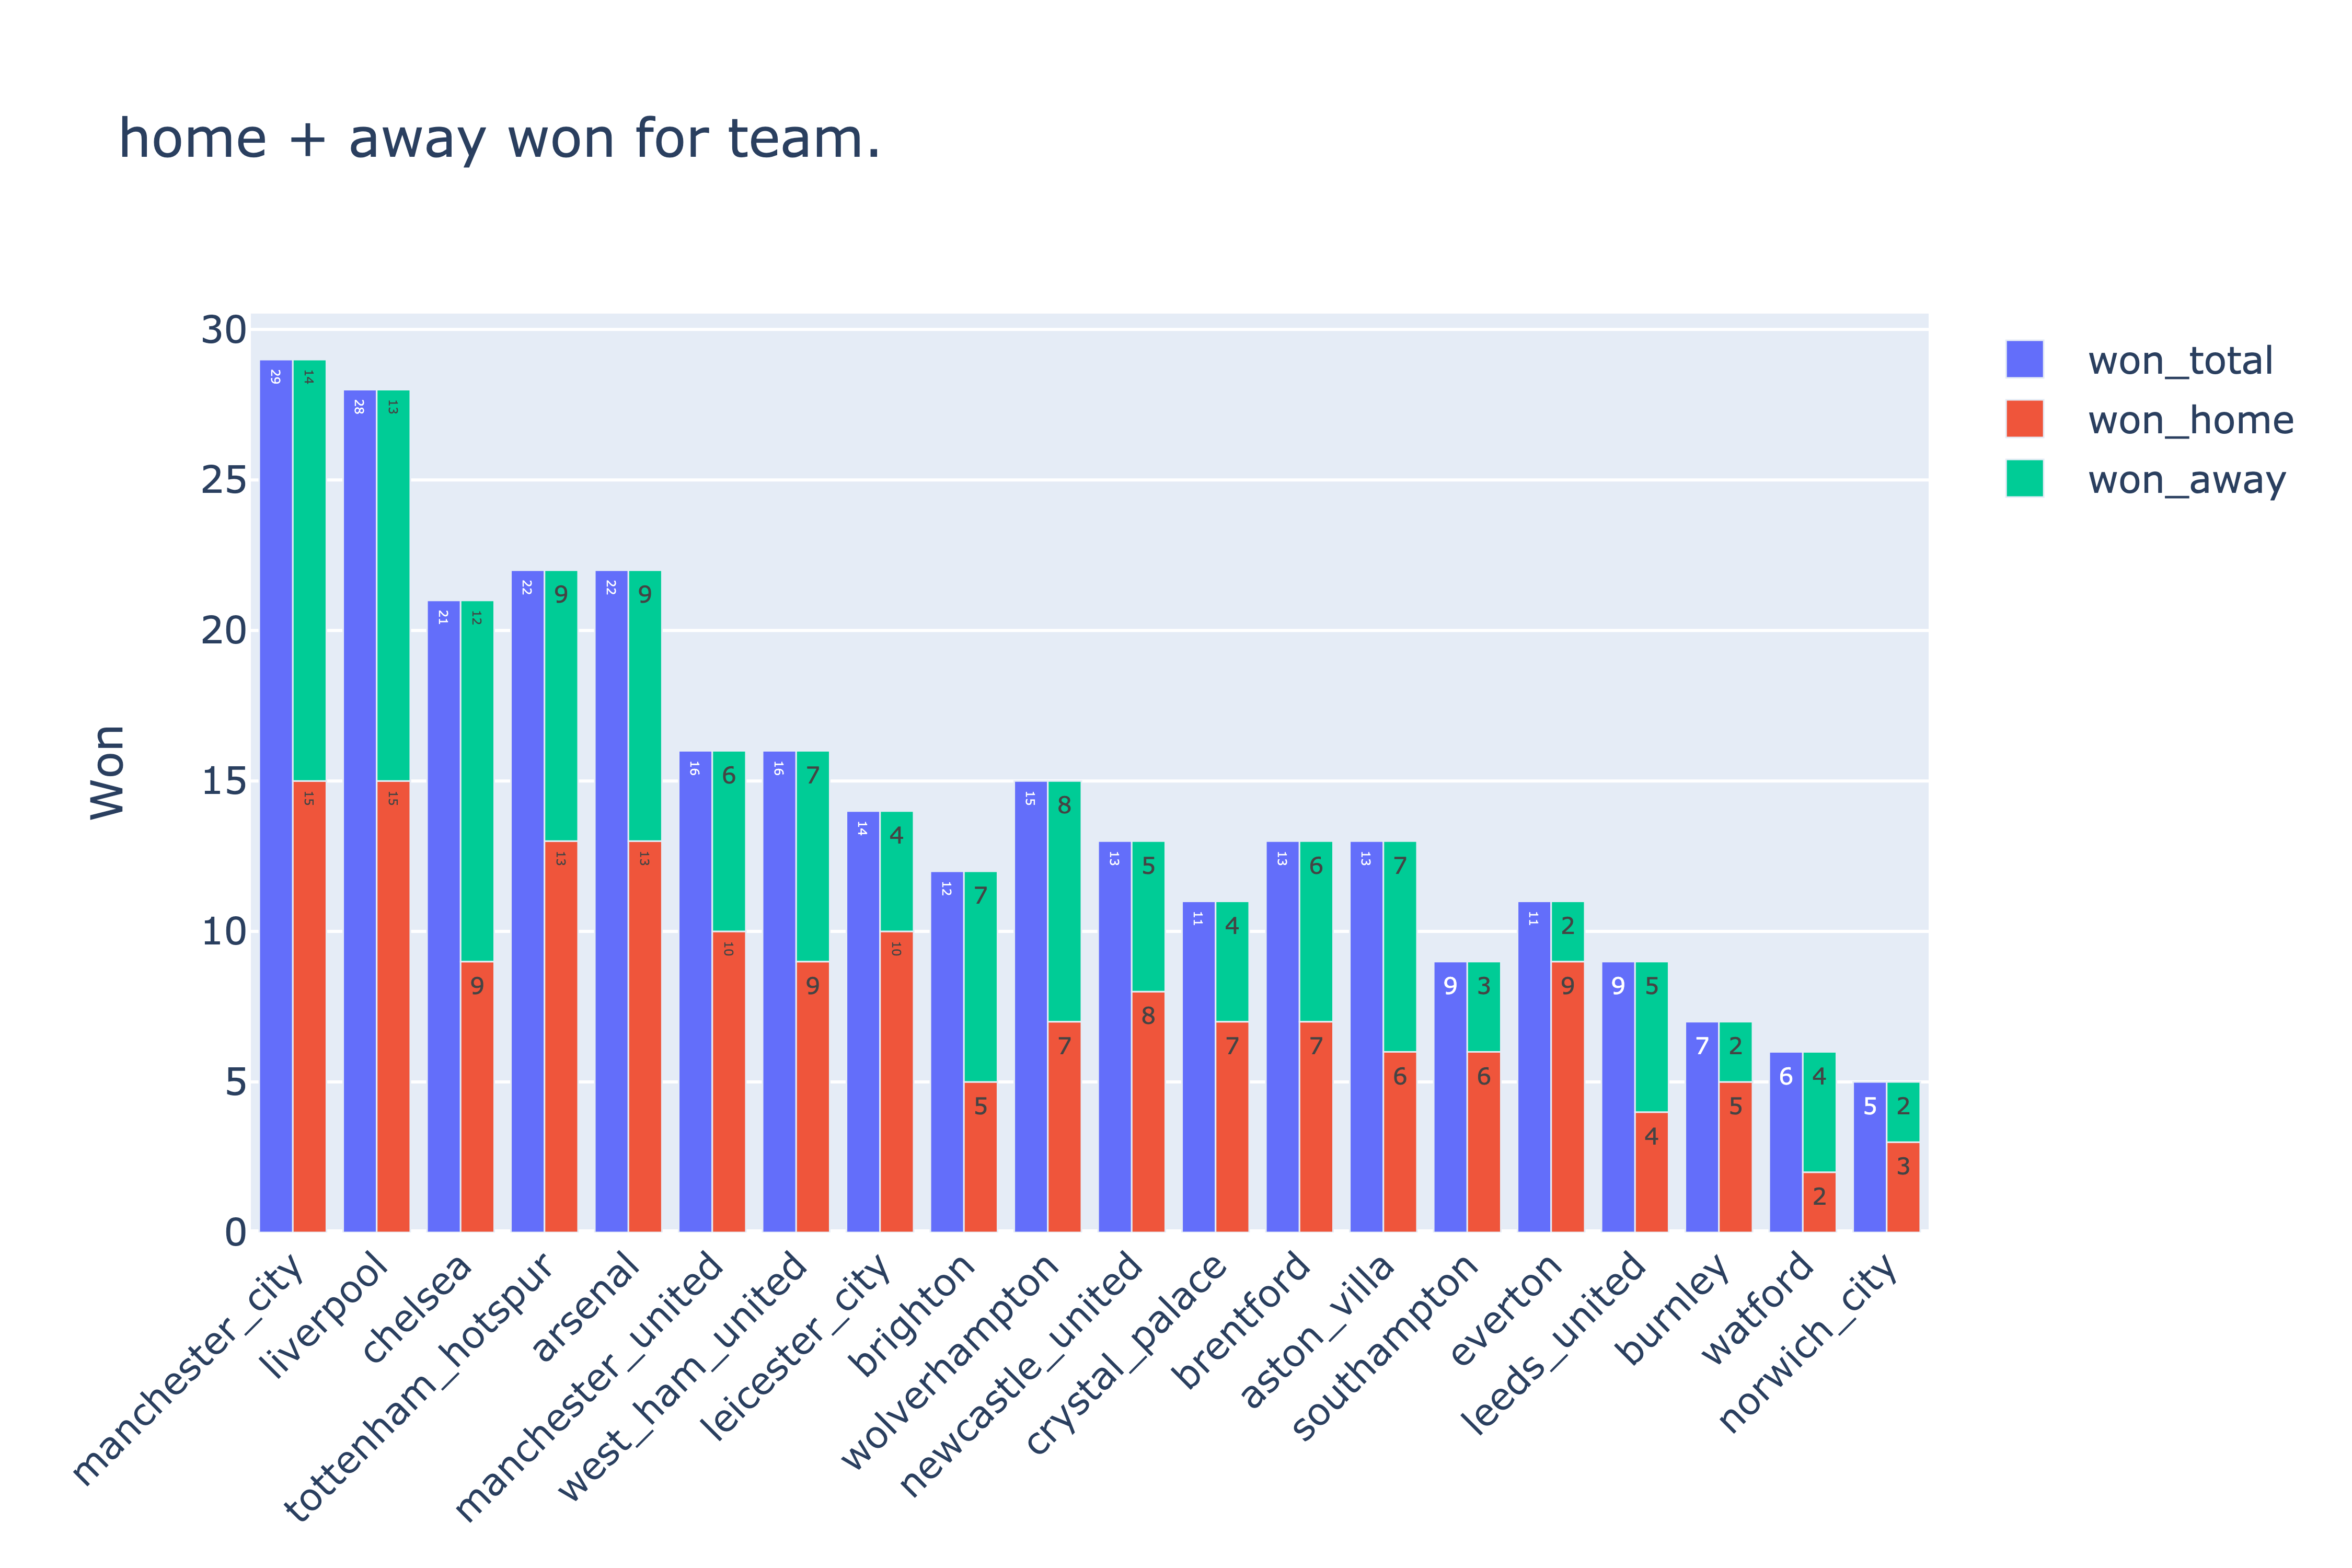 home + away won for team.
30
25
20
15
10
5
0
Won
won_total
won_home
won_away
29 14 15
28 13 15
21 12 9
22 9 13
22 9 13
16 6 10
16 7 9
14 4 10
12 7 5
15 8 7
13 5 8
11 4 7
13 6 7
13 7 6
9 3 6
11 2 9
9 5 4
7 2 5
6 4 2
5 2 3
manchester_city
liverpool
chelsea
tottenham_hotspur
arsenal
manchester_united
west_ham_united
leicester_city
brighton
wolverhampton
newcastle_united
crystal_palace
brentford
aston_villa
southampton
everton
leeds_united
burnley
watford
norwich_city